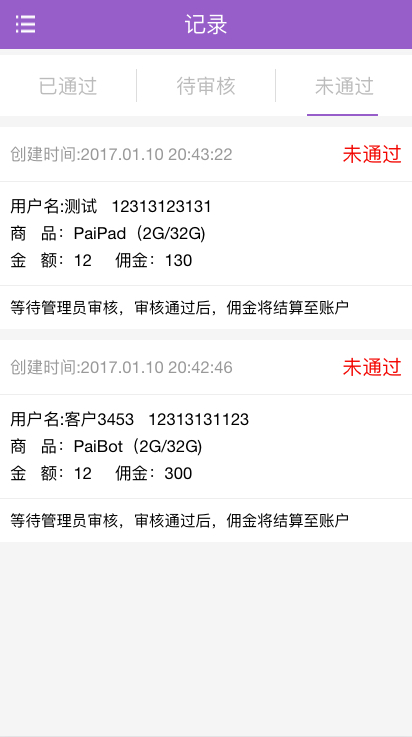 记录
已通过 待审核 未通过
创建时间:2017.01.10 20:43:22 未通过
用户名:测试 12313123131
商 品：PaiPad（2G/32G)
金 额：12 佣金：130
等待管理员审核，审核通过后，佣金将结算至账户
创建时间:2017.01.10 20:42:46 未通过
用户名:客户3453 12313131123
商 品：PaiBot（2G/32G)
金 额：12 佣金：300
等待管理员审核，审核通过后，佣金将结算至账户